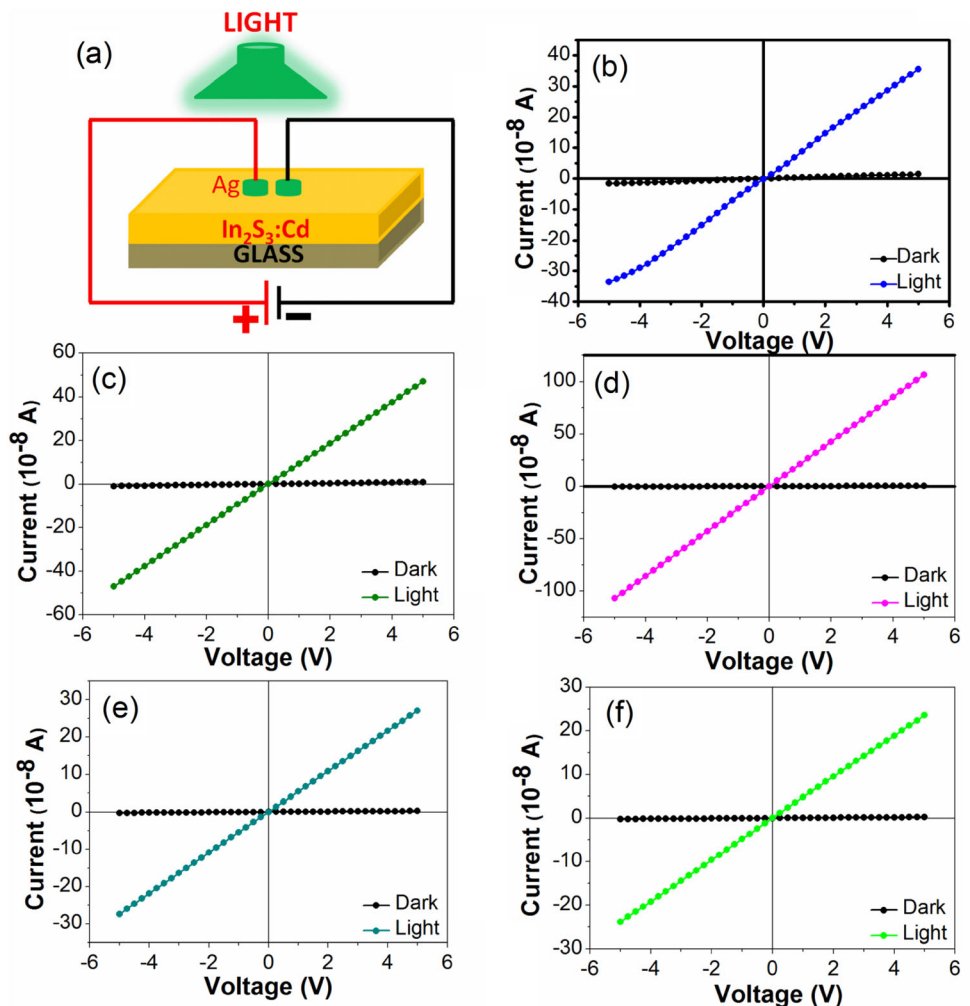 (a)
LIGHT
Ag
In₂S₃:Cd
GLASS
+
−
(b)
Current (10⁻⁸ A)
40
30
20
10
0
-10
-20
-30
-40
Dark
Light
-6 -4 -2 0 2 4 6
Voltage (V)
(c)
Current (10⁻⁸ A)
60
40
20
0
-20
-40
-60
Dark
Light
-6 -4 -2 0 2 4 6
Voltage (V)
(d)
Current (10⁻⁸ A)
100
50
0
-50
-100
Dark
Light
-6 -4 -2 0 2 4 6
Voltage (V)
(e)
Current (10⁻⁸ A)
30
20
10
0
-10
-20
-30
Dark
Light
-6 -4 -2 0 2 4 6
Voltage (V)
(f)
Current (10⁻⁸ A)
30
20
10
0
-10
-20
-30
Dark
Light
-6 -4 -2 0 2 4 6
Voltage (V)